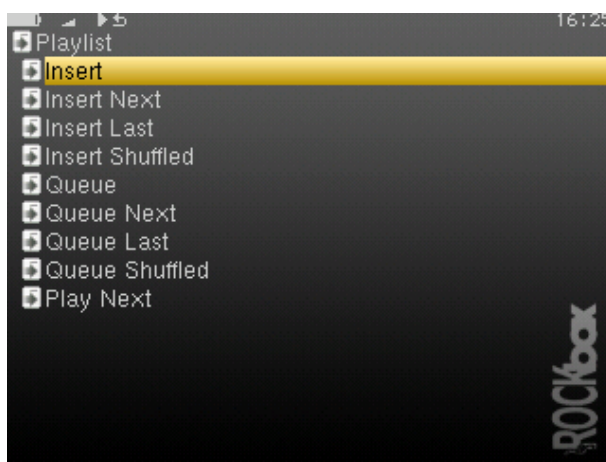 16:25
Playlist
Insert
Insert Next
Insert Last
Insert Shuffled
Queue
Queue Next
Queue Last
Queue Shuffled
Play Next
ROCKbox